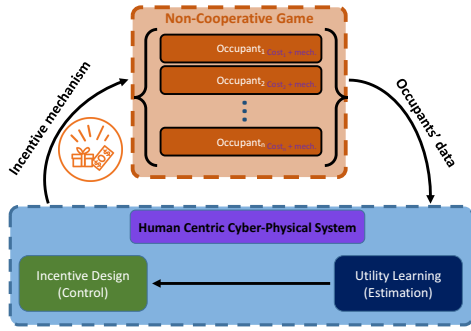 Non-Cooperative Game
Occupant₁ Cost₁ + mech.
Occupant₂ Cost₂ + mech.
Occupantₙ Costₙ + mech.
Incentive mechanism
Occupants' data
$O$
Human Centric Cyber-Physical System
Incentive Design
(Control)
Utility Learning
(Estimation)